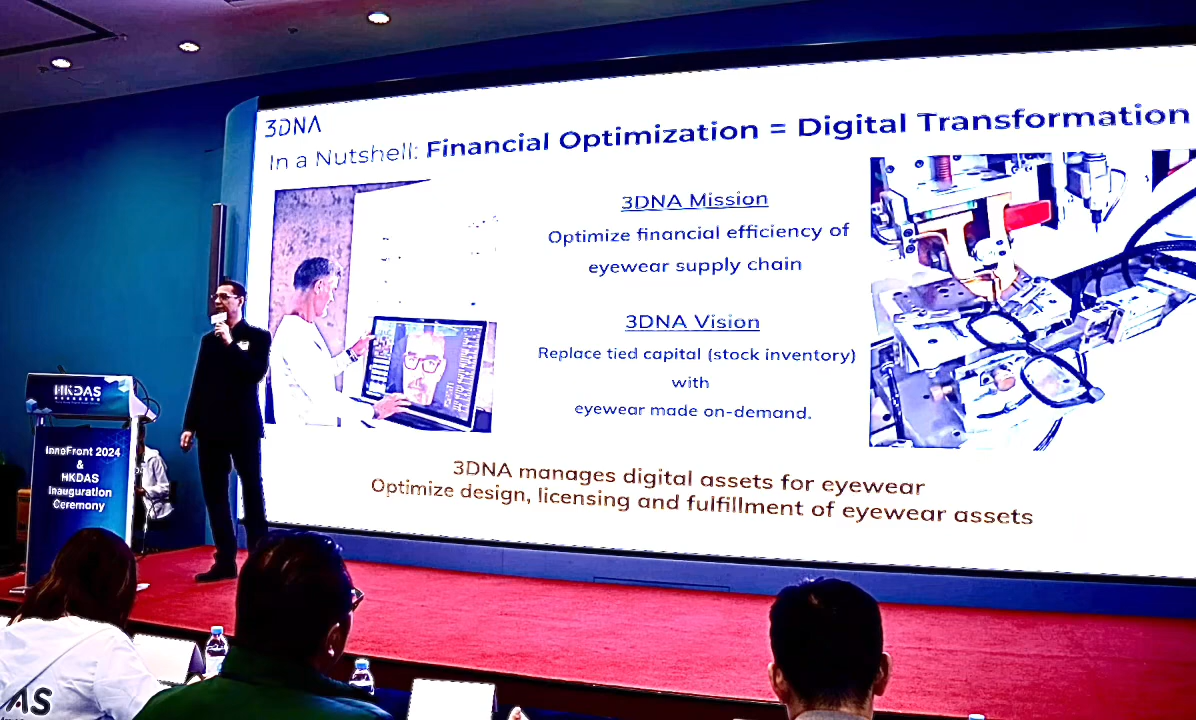 3DNA
In a Nutshell: Financial Optimization = Digital Transformation
3DNA Mission
Optimize financial efficiency of
eyewear supply chain
3DNA Vision
Replace tied capital (stock inventory)
with
eyewear made on-demand.
3DNA manages digital assets for eyewear
Optimize design, licensing and fulfillment of eyewear assets
HKDAS
InnoFront 2024
&
HKDAS
Inauguration
Ceremony
AS